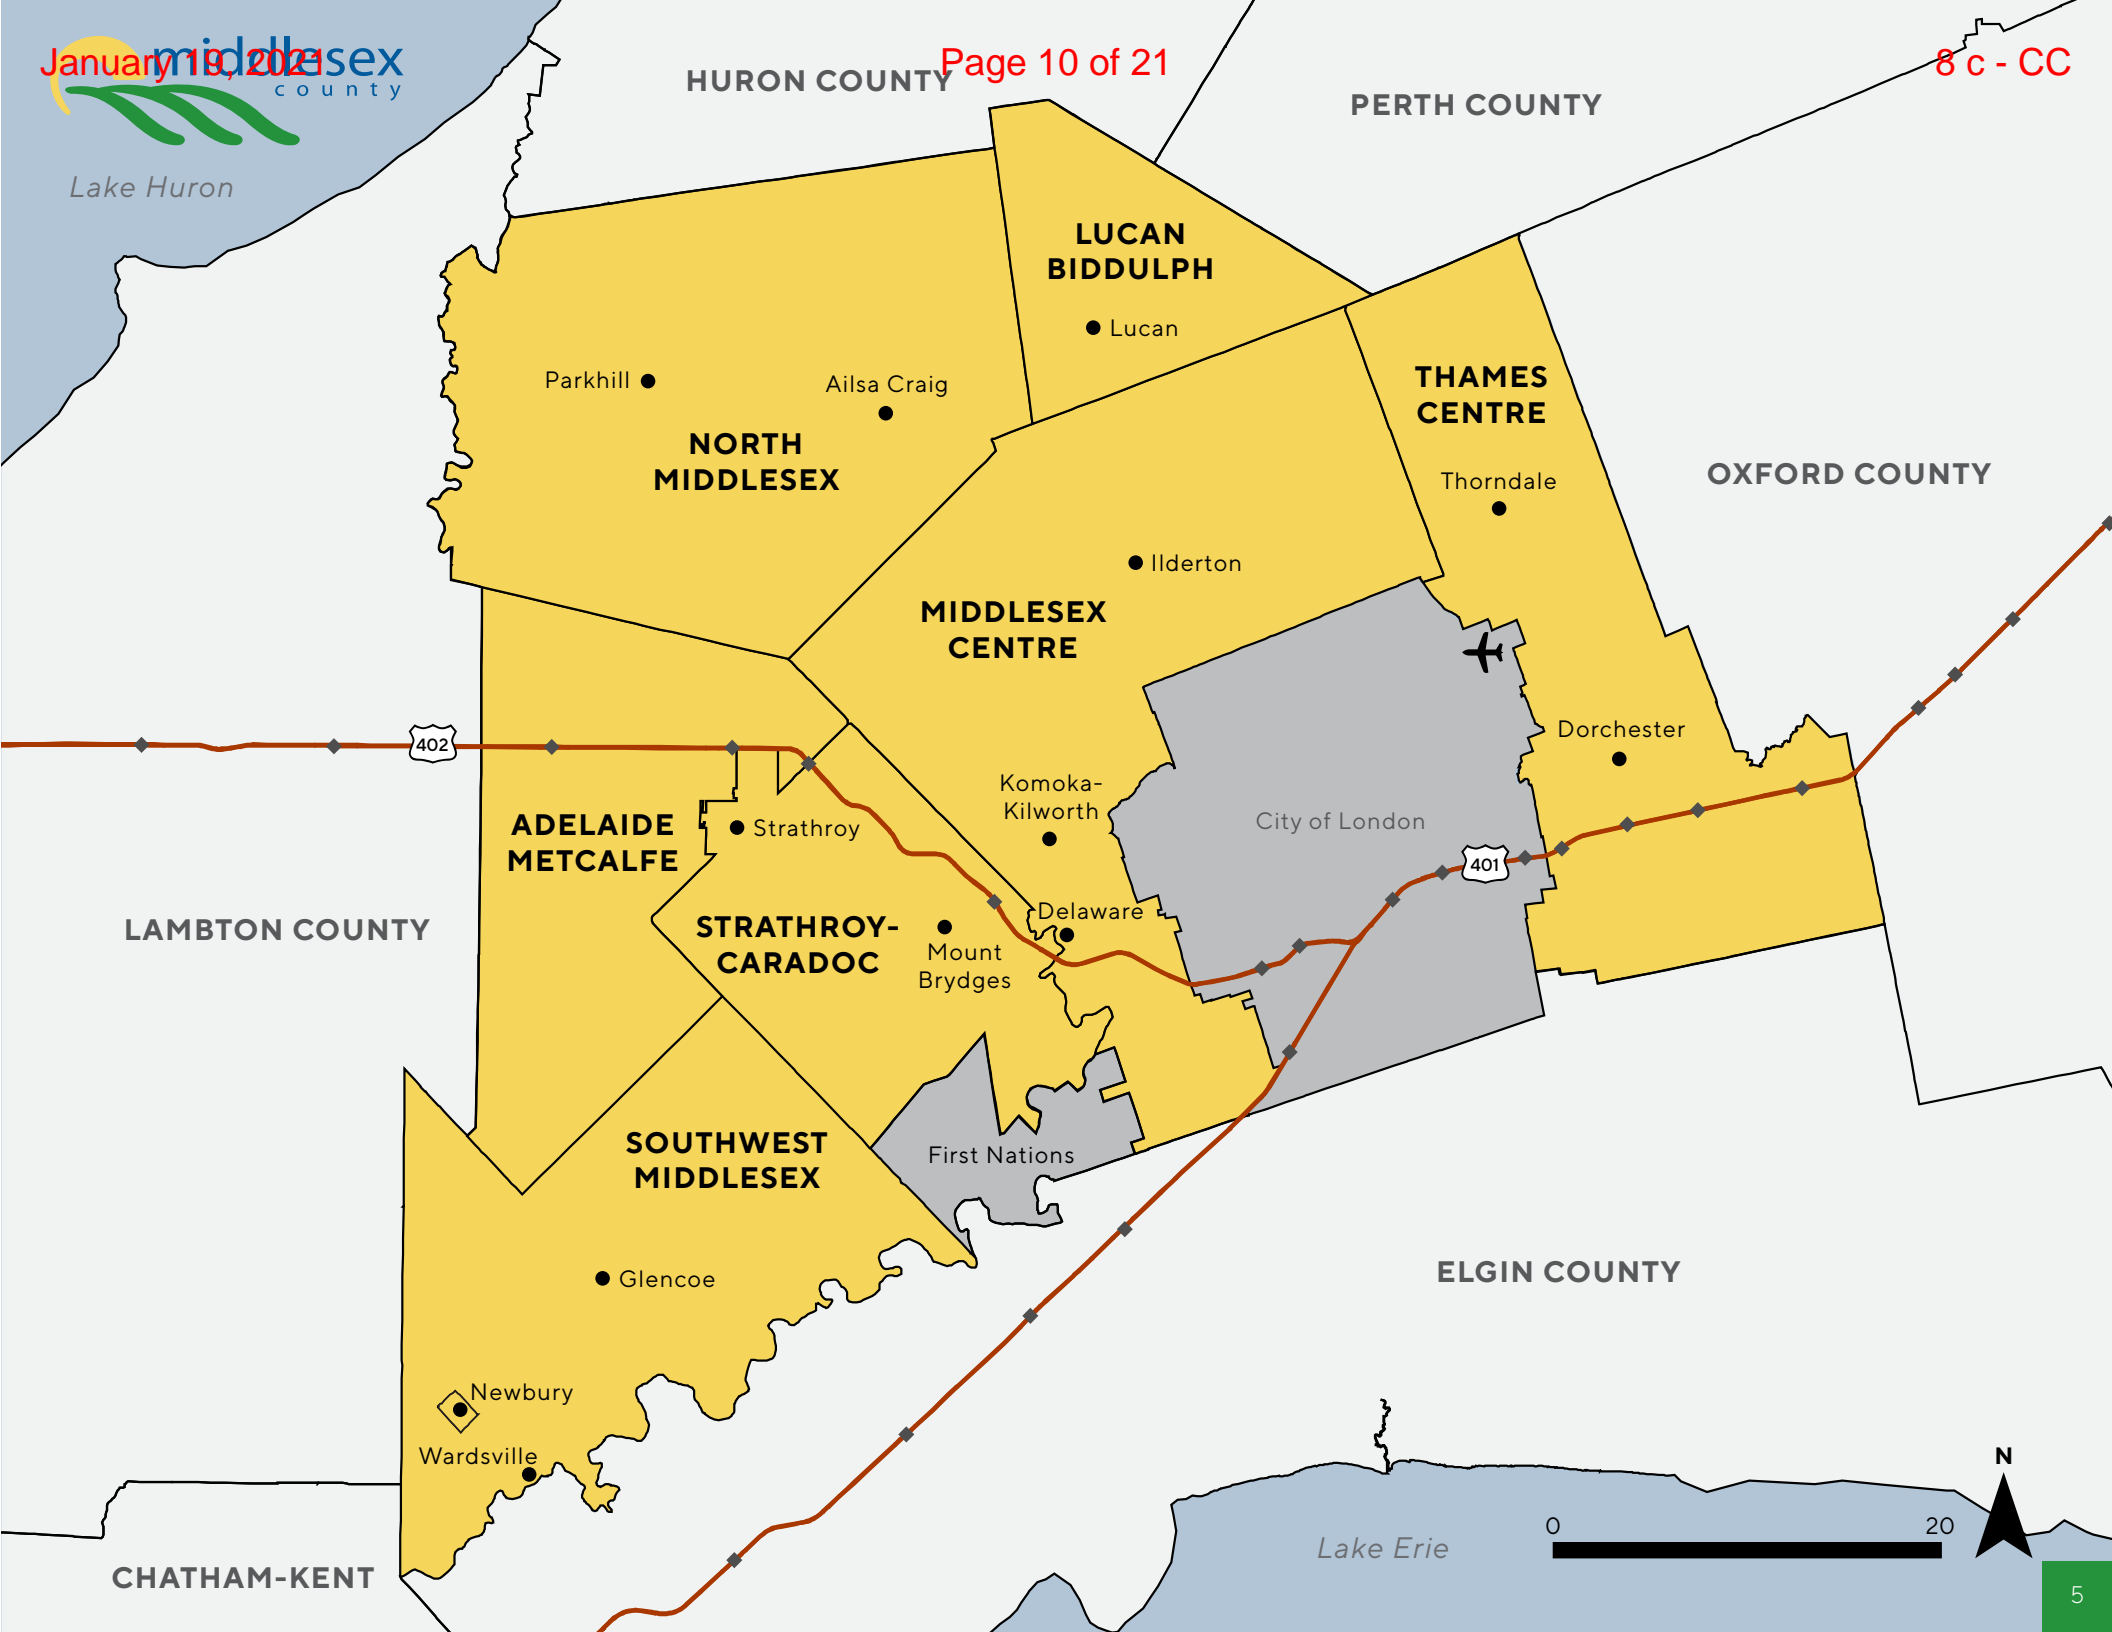 January 19, 2021
Page 10 of 21
8 c - CC
middlesex
county
HURON COUNTY
PERTH COUNTY
Lake Huron
LUCAN
BIDDULPH
Lucan
Parkhill
Ailsa Craig
NORTH
MIDDLESEX
THAMES
CENTRE
Thorndale
OXFORD COUNTY
Ilderton
MIDDLESEX
CENTRE
402
Dorchester
Komoka-
Kilworth
City of London
401
ADELAIDE
METCALFE
Strathroy
LAMBTON COUNTY
STRATHROY-
CARADOC
Mount
Brydges
Delaware
SOUTHWEST
MIDDLESEX
First Nations
Glencoe
ELGIN COUNTY
Newbury
Wardsville
CHATHAM-KENT
Lake Erie
0
20
N
5